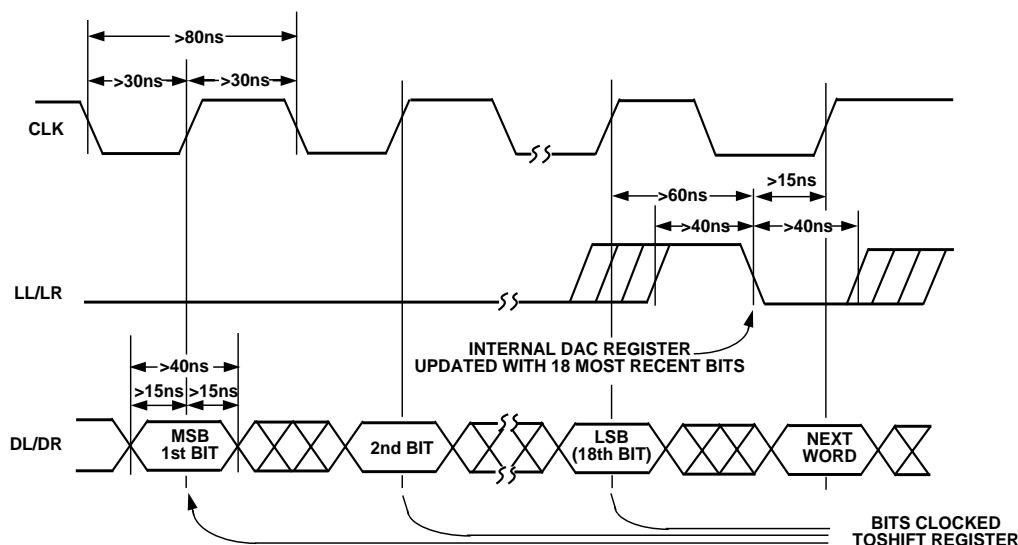 >80ns
>30ns >30ns
CLK
>15ns
>60ns
>40ns >40ns
LL/LR
INTERNAL DAC REGISTER
UPDATED WITH 18 MOST RECENT BITS
>40ns
>15ns >15ns
DL/DR
MSB
1st BIT
2nd BIT
LSB
(18th BIT)
NEXT
WORD
BITS CLOCKED
TOSHIFT REGISTER